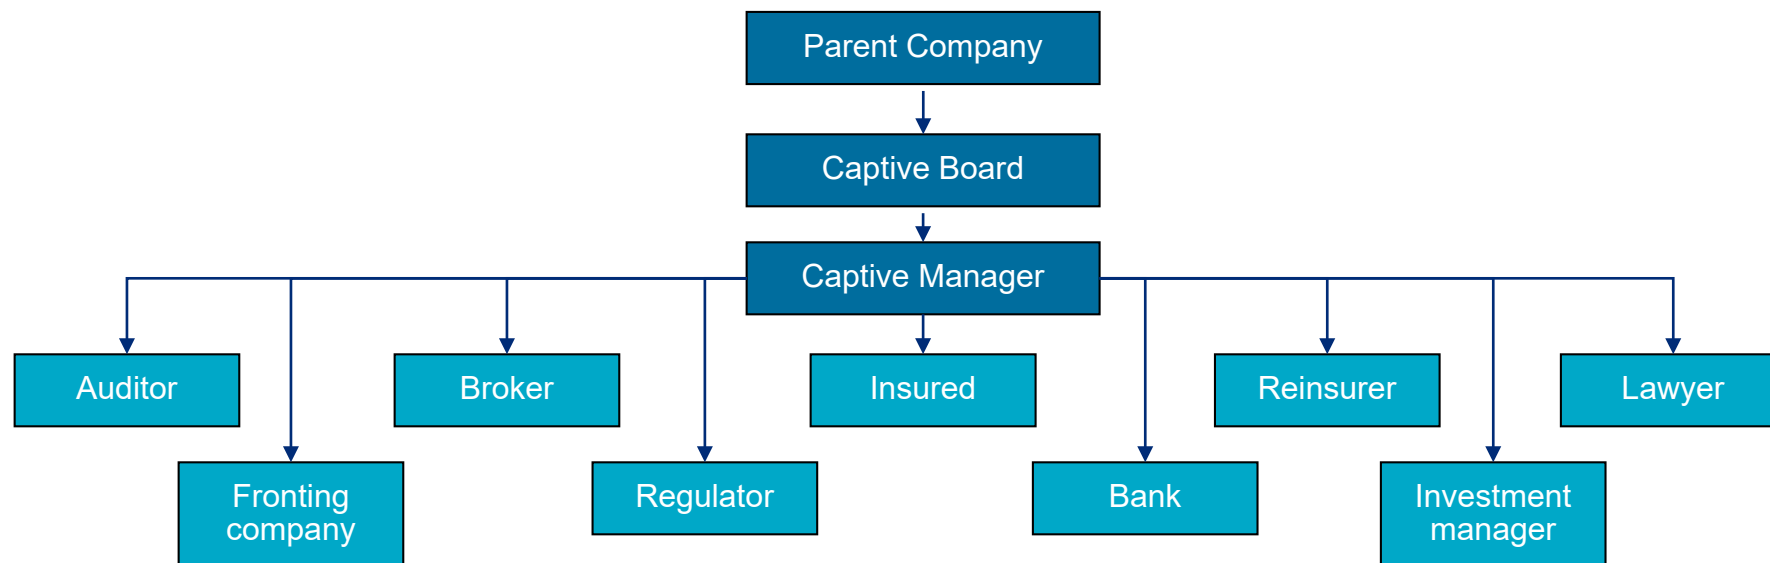 Parent Company
Captive Board
Captive Manager
Auditor
Broker
Insured
Reinsurer
Lawyer
Fronting
company
Regulator
Bank
Investment
manager